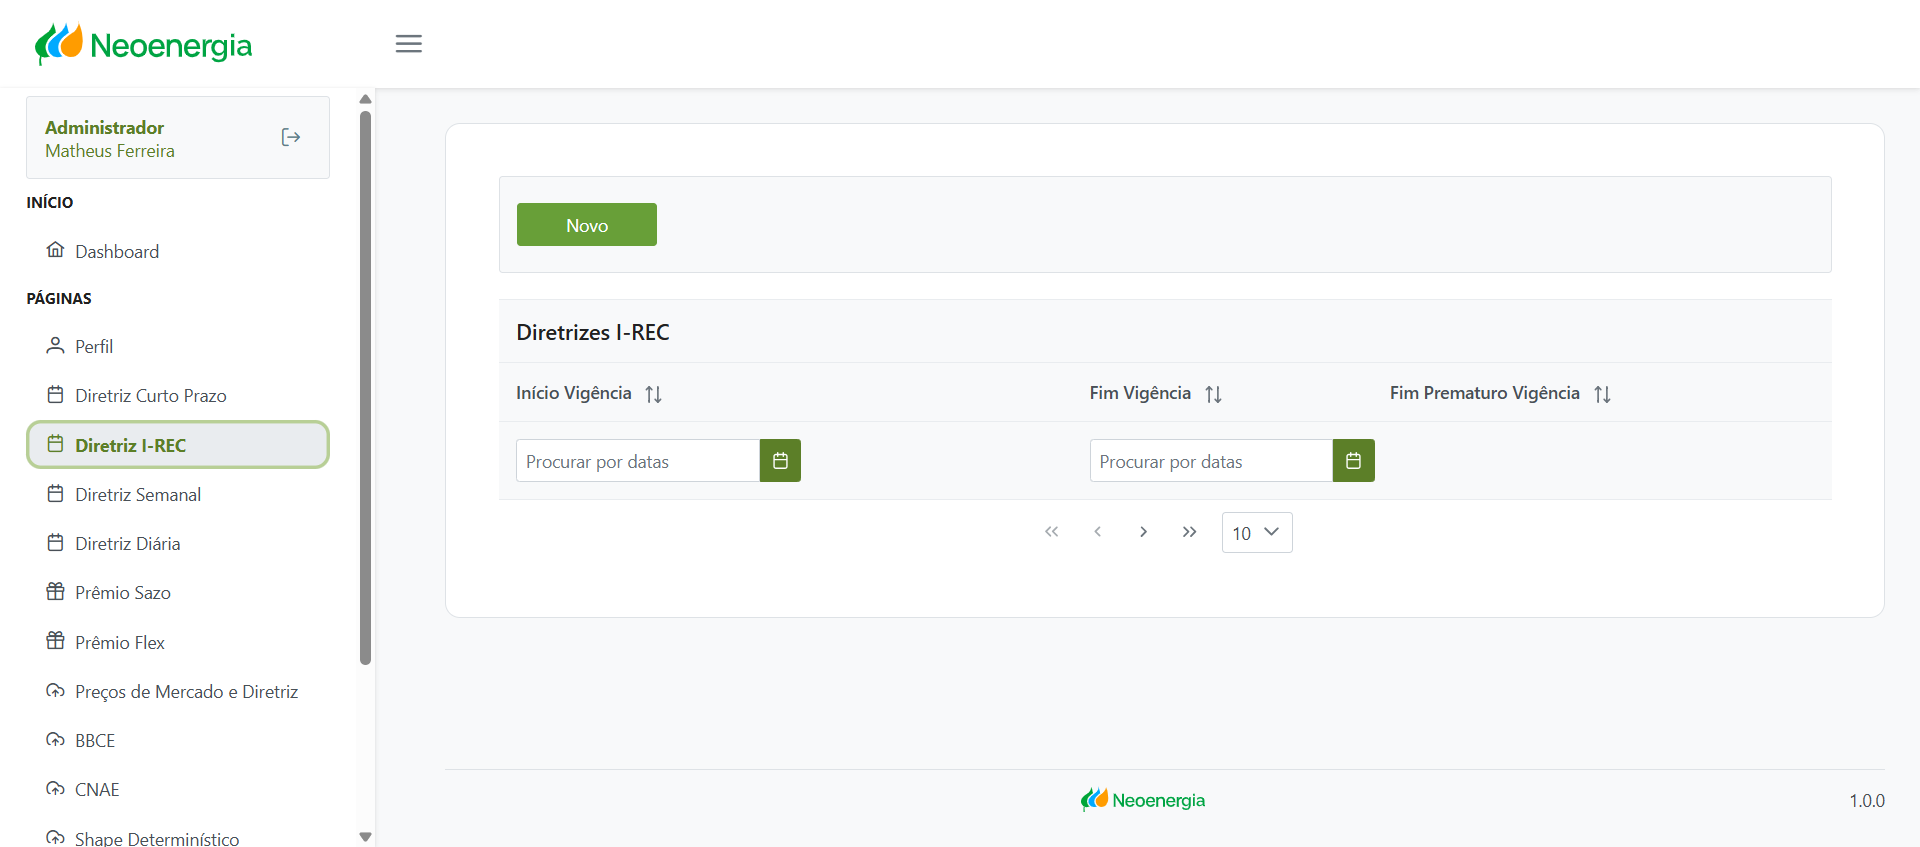 Neoenergia
Administrador
Matheus Ferreira
INÍCIO
Dashboard
PÁGINAS
Perfil
Diretriz Curto Prazo
Diretriz I-REC
Diretriz Semanal
Diretriz Diária
Prêmio Sazo
Prêmio Flex
Preços de Mercado e Diretriz
BBCE
CNAE
Shape Determinístico
Novo
Diretrizes I-REC
Início Vigência Fim Vigência Fim Prematuro Vigência
Procurar por datas Procurar por datas
10
Neoenergia
1.0.0